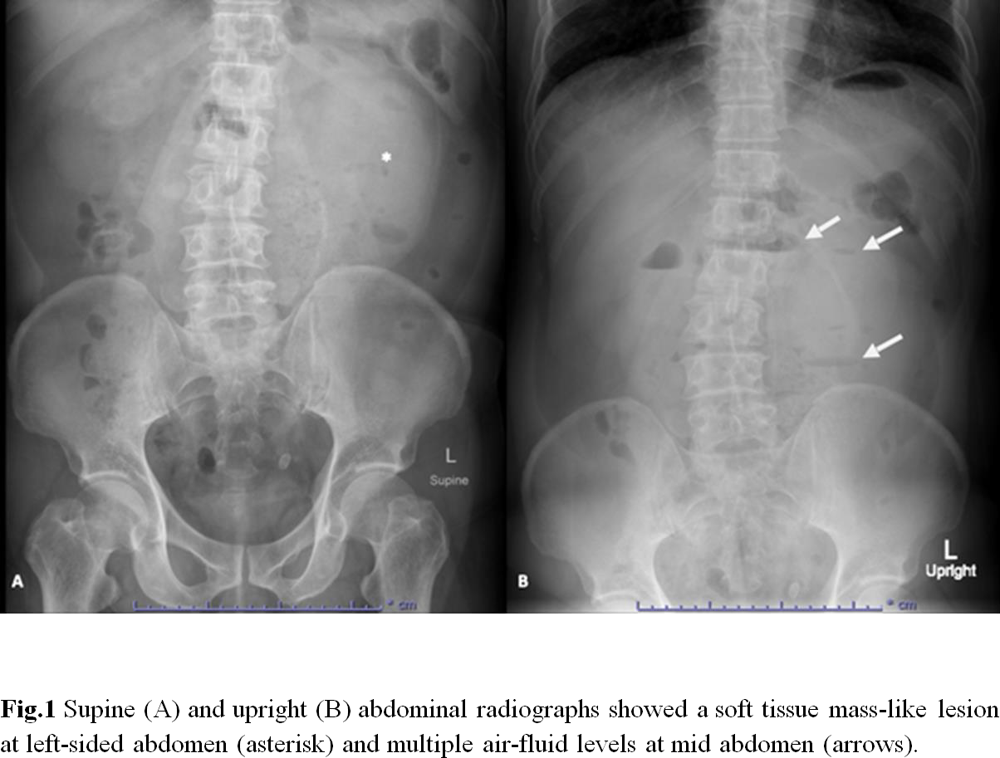 L
Supine
A
* cm
L
Upright
B
* cm
Fig.1 Supine (A) and upright (B) abdominal radiographs showed a soft tissue mass-like lesion
at left-sided abdomen (asterisk) and multiple air-fluid levels at mid abdomen (arrows).